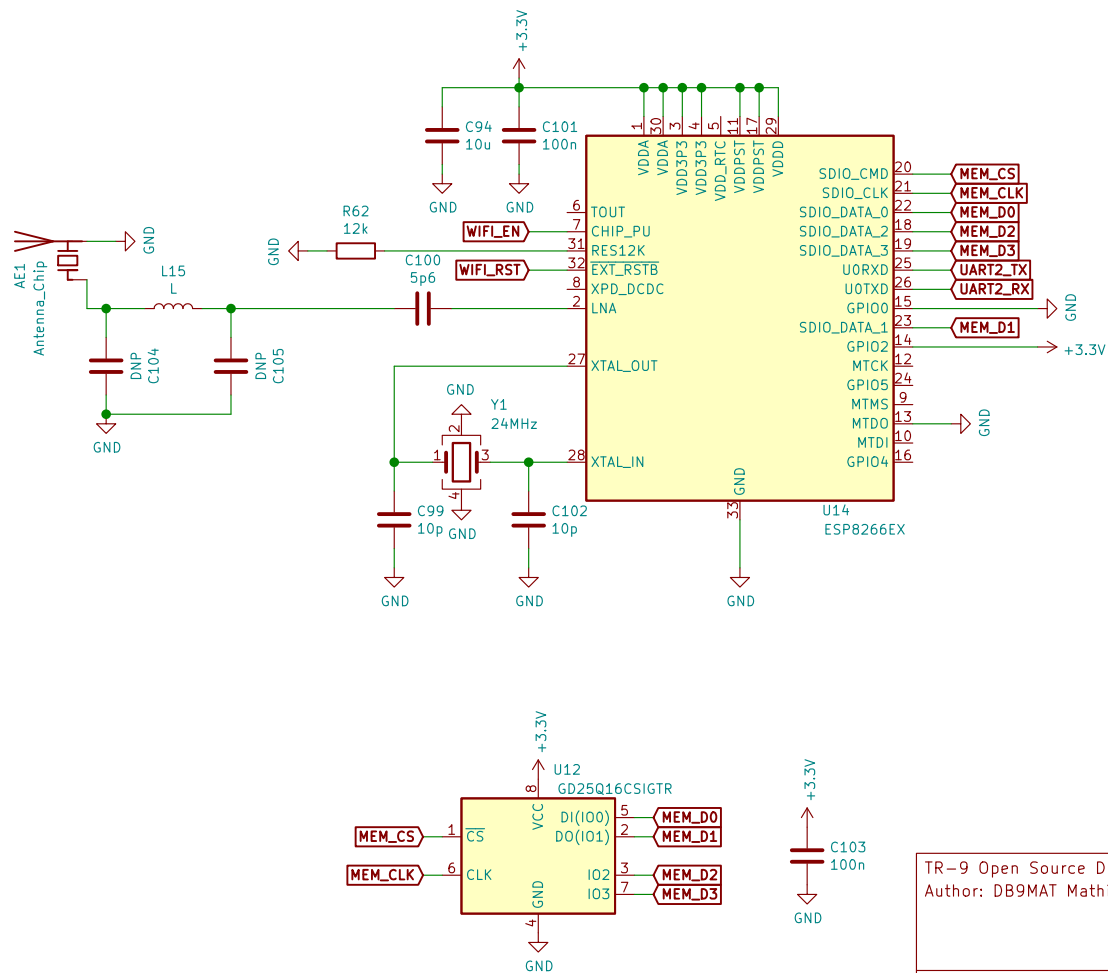 +3.3V
C94
10u
C101
100n
GND
GND
1
30
3
4
5
11
17
29
VDDA
VDDA
VDD3P3
VDD3P3
VDD_RTC
VDDPST
VDDPST
VDDD
AE1
Antenna_Chip
GND
GND
R62
12k
L15
L
C100
5p6
DNP
C104
DNP
C105
GND
WIFI_EN
WIFI_RST
6 TOUT
7 CHIP_PU
31 RES12K
32 EXT_RSTB
8 XPD_DCDC
2 LNA
27 XTAL_OUT
28 XTAL_IN
SDIO_CMD 20 MEM_CS
SDIO_CLK 21 MEM_CLK
SDIO_DATA_0 22 MEM_D0
SDIO_DATA_2 18 MEM_D2
SDIO_DATA_3 19 MEM_D3
U0RXD 25 UART2_TX
U0TXD 26 UART2_RX
GPIO0 15 GND
SDIO_DATA_1 23 MEM_D1
GPIO2 14 +3.3V
MTCK 12
GPIO5 24
MTMS 9
MTDO 13 GND
MTDI 10
GPIO4 16
GND
33
U14
ESP8266EX
GND
GND
Y1
24MHz
2
1
3
4
GND
C99
10p
C102
10p
GND
GND
+3.3V
U12
GD25Q16CSIGTR
8
VCC
MEM_CS 1 CS
MEM_CLK 6 CLK
DI(IO0) 5 MEM_D0
DO(IO1) 2 MEM_D1
IO2 3 MEM_D2
IO3 7 MEM_D3
GND
4
GND
+3.3V
C103
100n
GND
TR-9 Open Source D
Author: DB9MAT Mathi